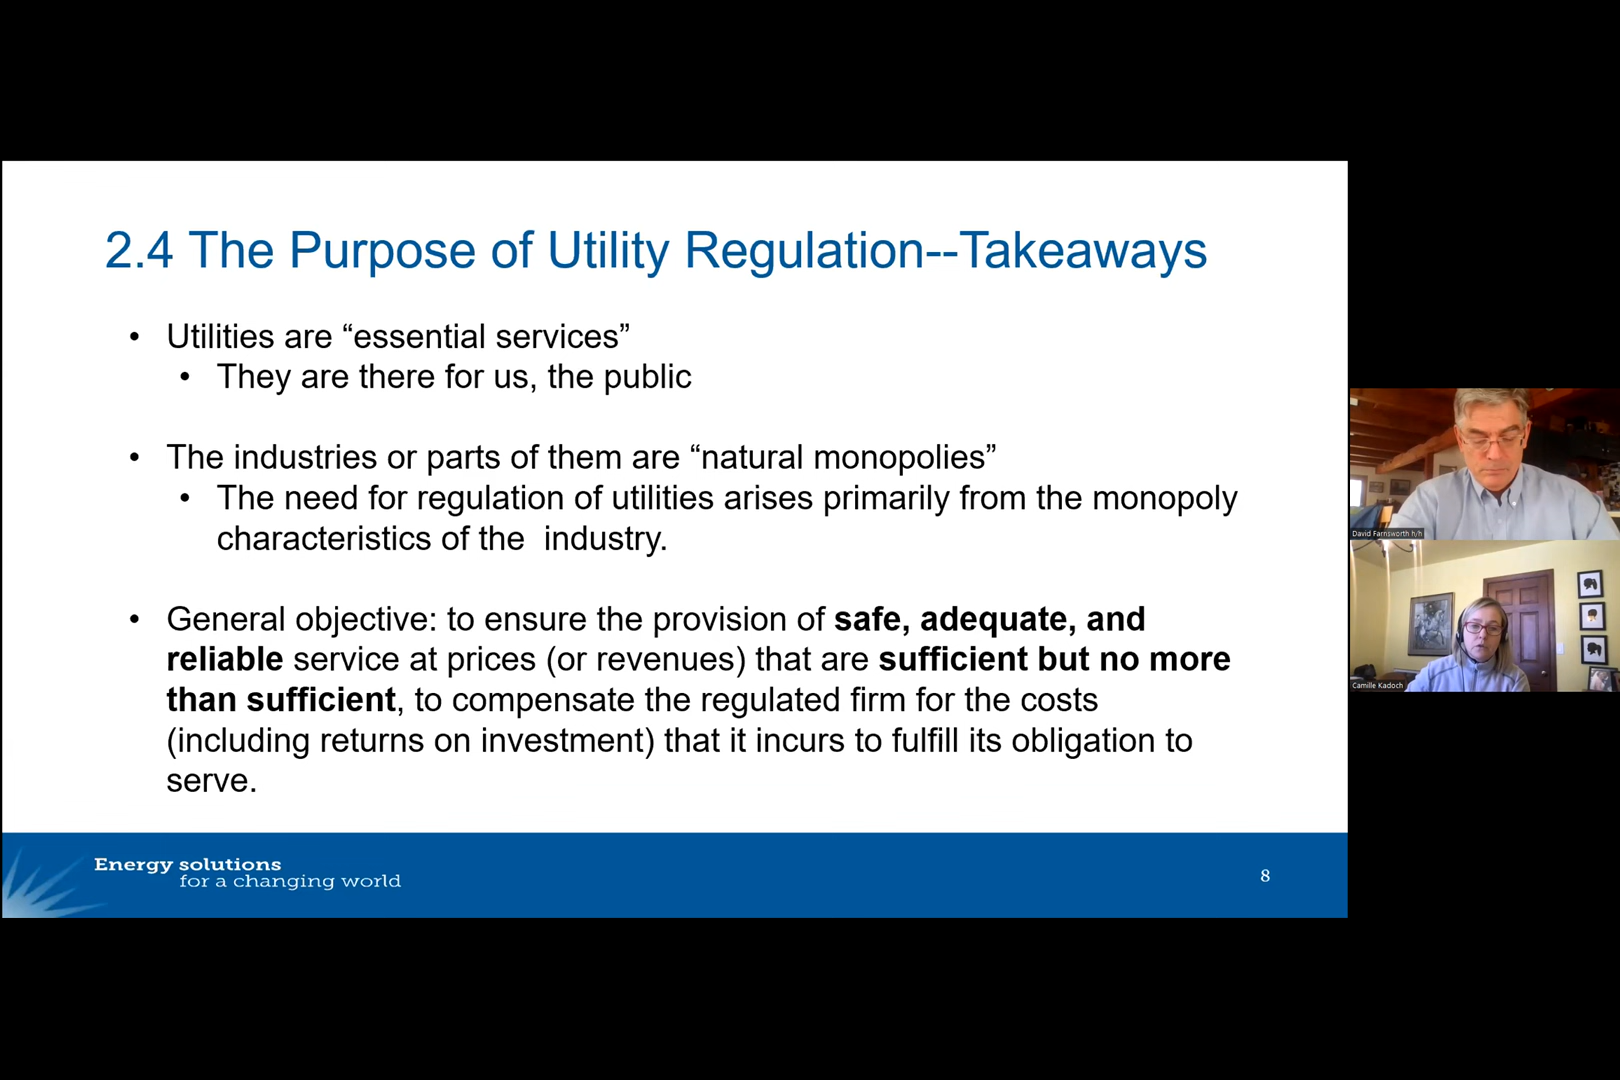 2.4 The Purpose of Utility Regulation--Takeaways
• Utilities are “essential services”
• They are there for us, the public
• The industries or parts of them are “natural monopolies”
• The need for regulation of utilities arises primarily from the monopoly
characteristics of the  industry.
• General objective: to ensure the provision of safe, adequate, and
reliable service at prices (or revenues) that are sufficient but no more
than sufficient, to compensate the regulated firm for the costs
(including returns on investment) that it incurs to fulfill its obligation to
serve.
Energy solutions
for a changing world
8
David Farnsworth h/h
Camille Kadoch